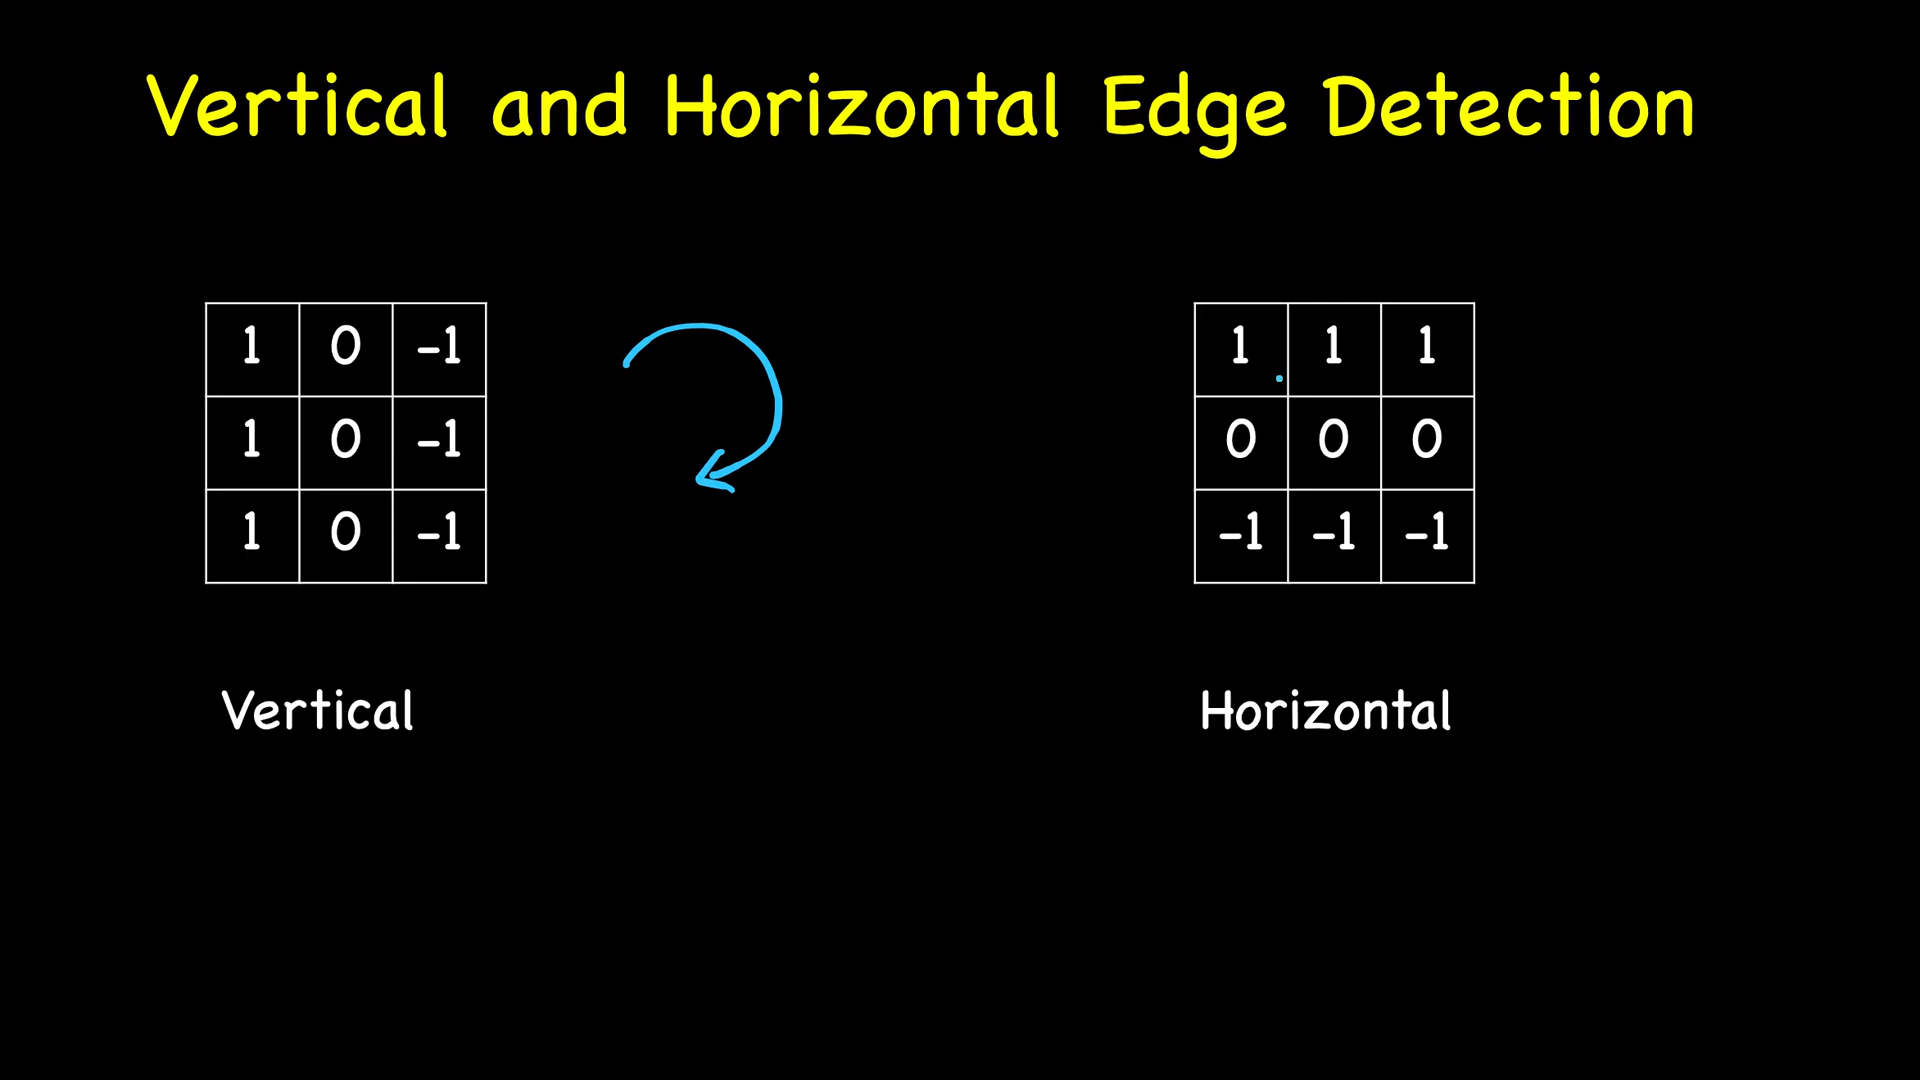 Vertical and Horizontal Edge Detection
1 0 -1
1 0 -1
1 0 -1
1 1 1
0 0 0
-1 -1 -1
Vertical
Horizontal